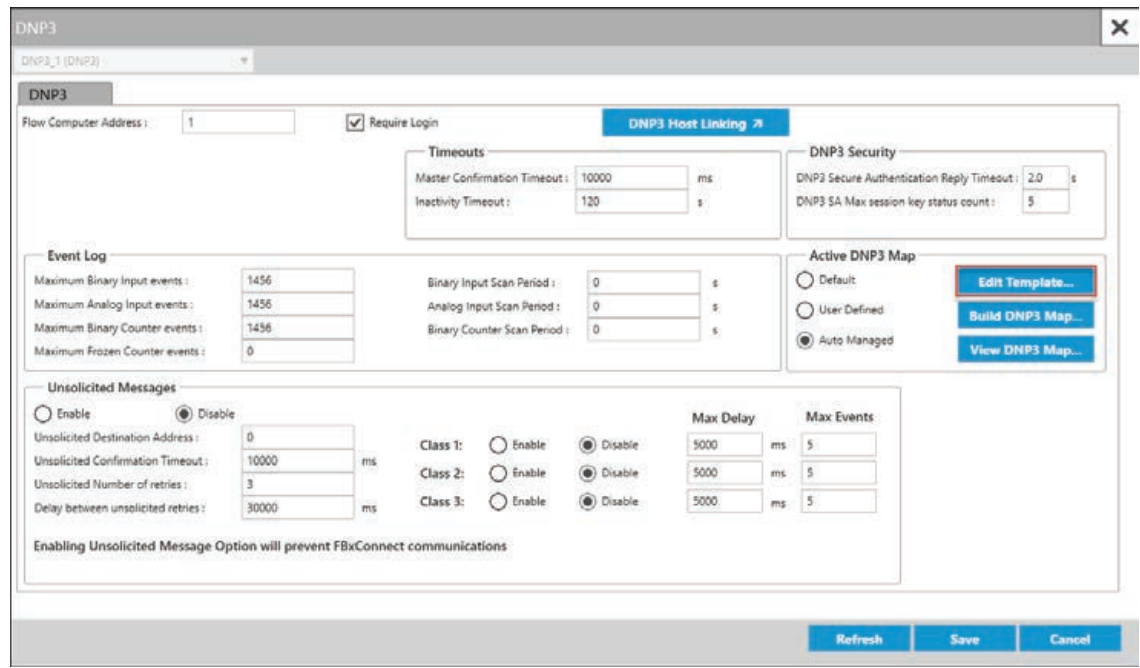 DNP3
DNP3_1 (DNP3)
DNP3
Flow Computer Address : 1 Require Login DNP3 Host Linking
Timeouts
Master Confirmation Timeout : 10000 ms
Inactivity Timeout : 120 s
DNP3 Security
DNP3 Secure Authentication Reply Timeout : 2.0 s
DNP3 SA Max session key status count : 5
Event Log
Maximum Binary Input events : 1456
Maximum Analog Input events : 1456
Maximum Binary Counter events : 1456
Maximum Frozen Counter events : 0
Binary Input Scan Period : 0 s
Analog Input Scan Period : 0 s
Binary Counter Scan Period : 0 s
Active DNP3 Map
Default
User Defined
Auto Managed
Edit Template...
Build DNP3 Map...
View DNP3 Map...
Unsolicited Messages
Enable Disable
Unsolicited Destination Address : 0
Unsolicited Confirmation Timeout : 10000 ms
Unsolicited Number of retries : 3
Delay between unsolicited retries : 30000 ms
Max Delay Max Events
Class 1: Enable Disable 5000 ms 5
Class 2: Enable Disable 5000 ms 5
Class 3: Enable Disable 5000 ms 5
Enabling Unsolicited Message Option will prevent FBxConnect communications
Refresh Save Cancel